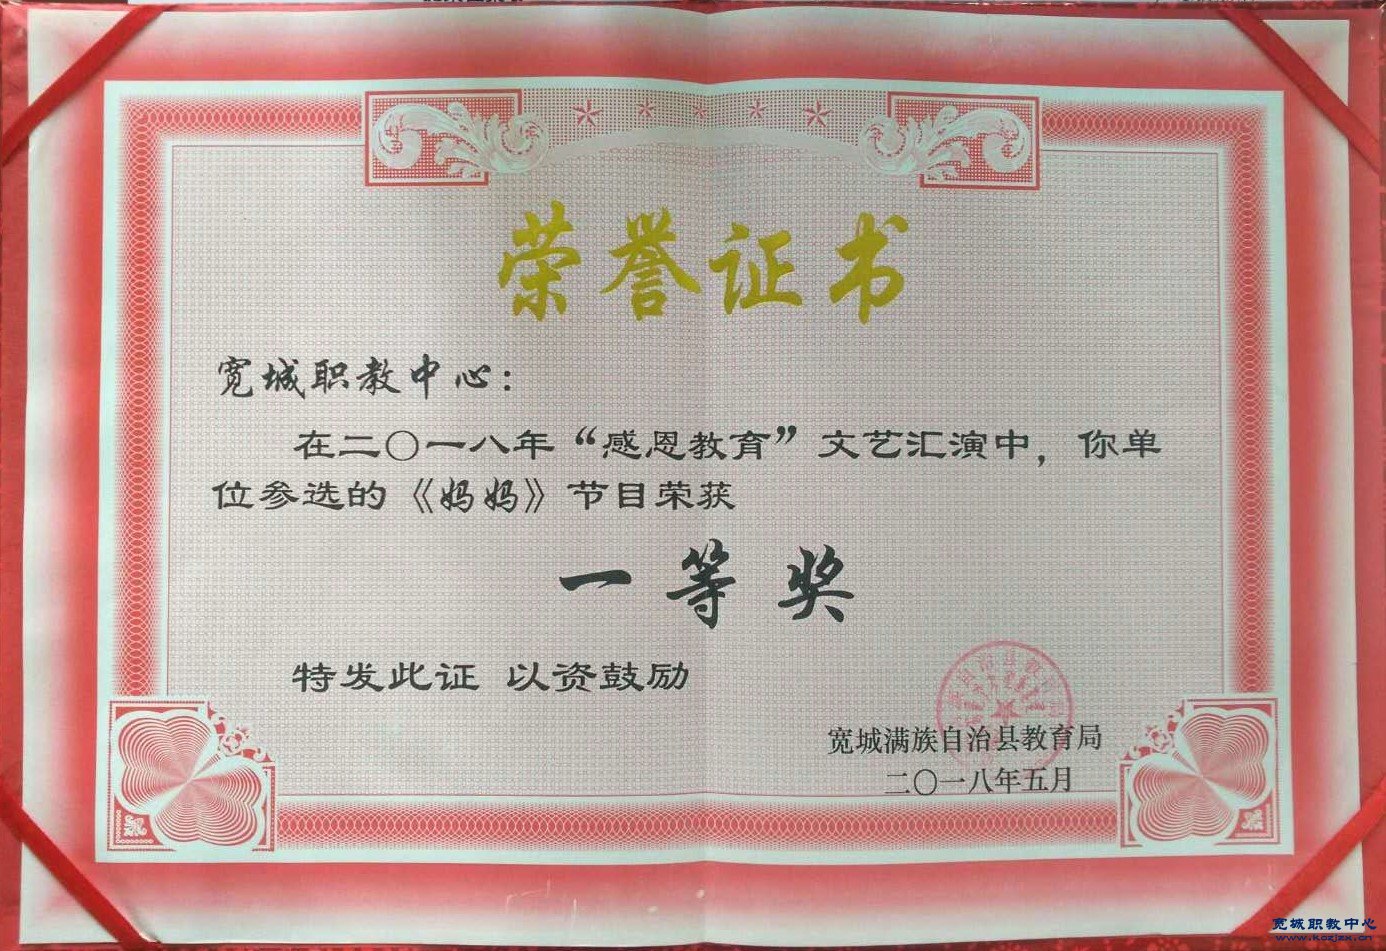 荣誉证书
宽城职教中心：
在二〇一八年“感恩教育”文艺汇演中，你单
位参选的《妈妈》节目荣获
一等奖
特发此证 以资鼓励
宽城满族自治县教育局
二〇一八年五月
宽城职教中心
www.kczjzx.cn